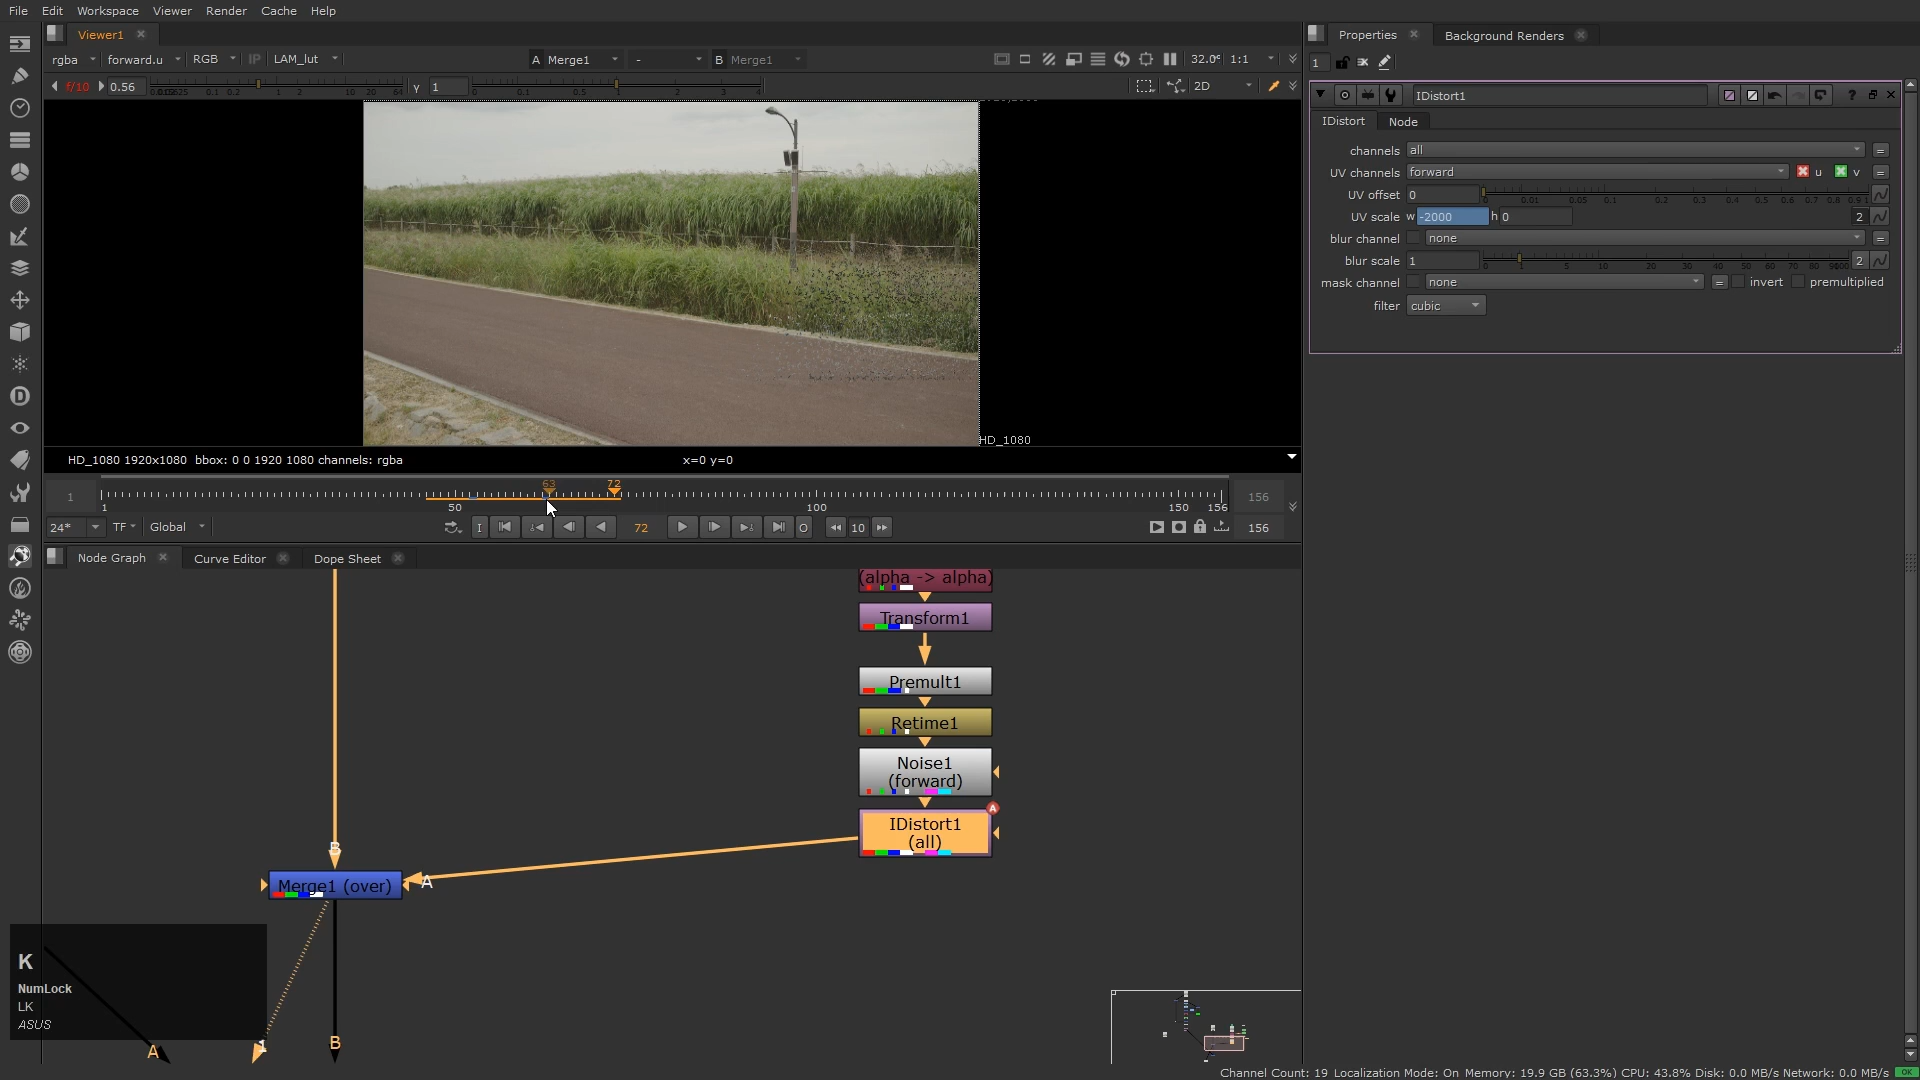 File Edit Workspace Viewer Render Cache Help
Viewer1
Properties Background Renders
rgba forward.u RGB IP LAM_lut A Merge1 - B Merge1 32.0 1:1
1
f/10 0.56 γ 1 2D
IDistort1
IDistort Node
channels all =
UV channels forward u v =
UV offset 0
UV scale w -2000 h 0 2
blur channel none =
blur scale 1 2
mask channel none = invert premultiplied
filter cubic
HD_1080
HD_1080 1920x1080 bbox: 0 0 1920 1080 channels: rgba x=0 y=0
63 72
1 156
1 50 100 150 156
24* TF Global I 72 O 10 156
Node Graph Curve Editor Dope Sheet
(alpha -> alpha)
Transform1
Premult1
Retime1
Noise1
(forward)
A
IDistort1
(all)
B
Merge1 (over) A
K
NumLock
LK
ASUS
A 1 B
Channel Count: 19 Localization Mode: On Memory: 19.9 GB (63.3%) CPU: 43.8% Disk: 0.0 MB/s Network: 0.0 MB/s OK